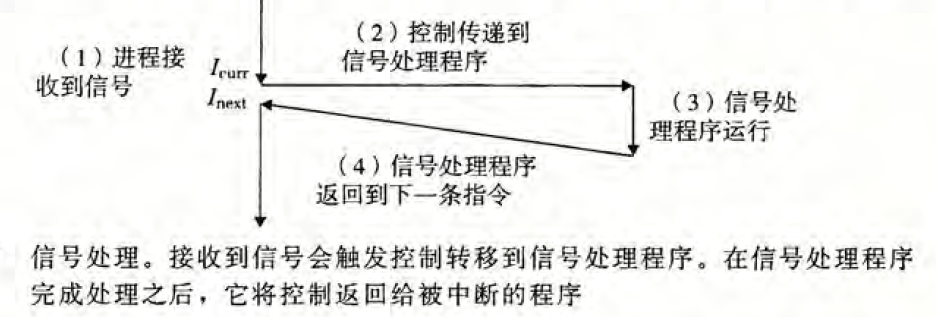 (1)进程接
收到信号
I_curr
I_next
(2)控制传递到
信号处理程序
(3)信号处
理程序运行
(4)信号处理程序
返回到下一条指令
信号处理。接收到信号会触发控制转移到信号处理程序。在信号处理程序
完成处理之后，它将控制返回给被中断的程序